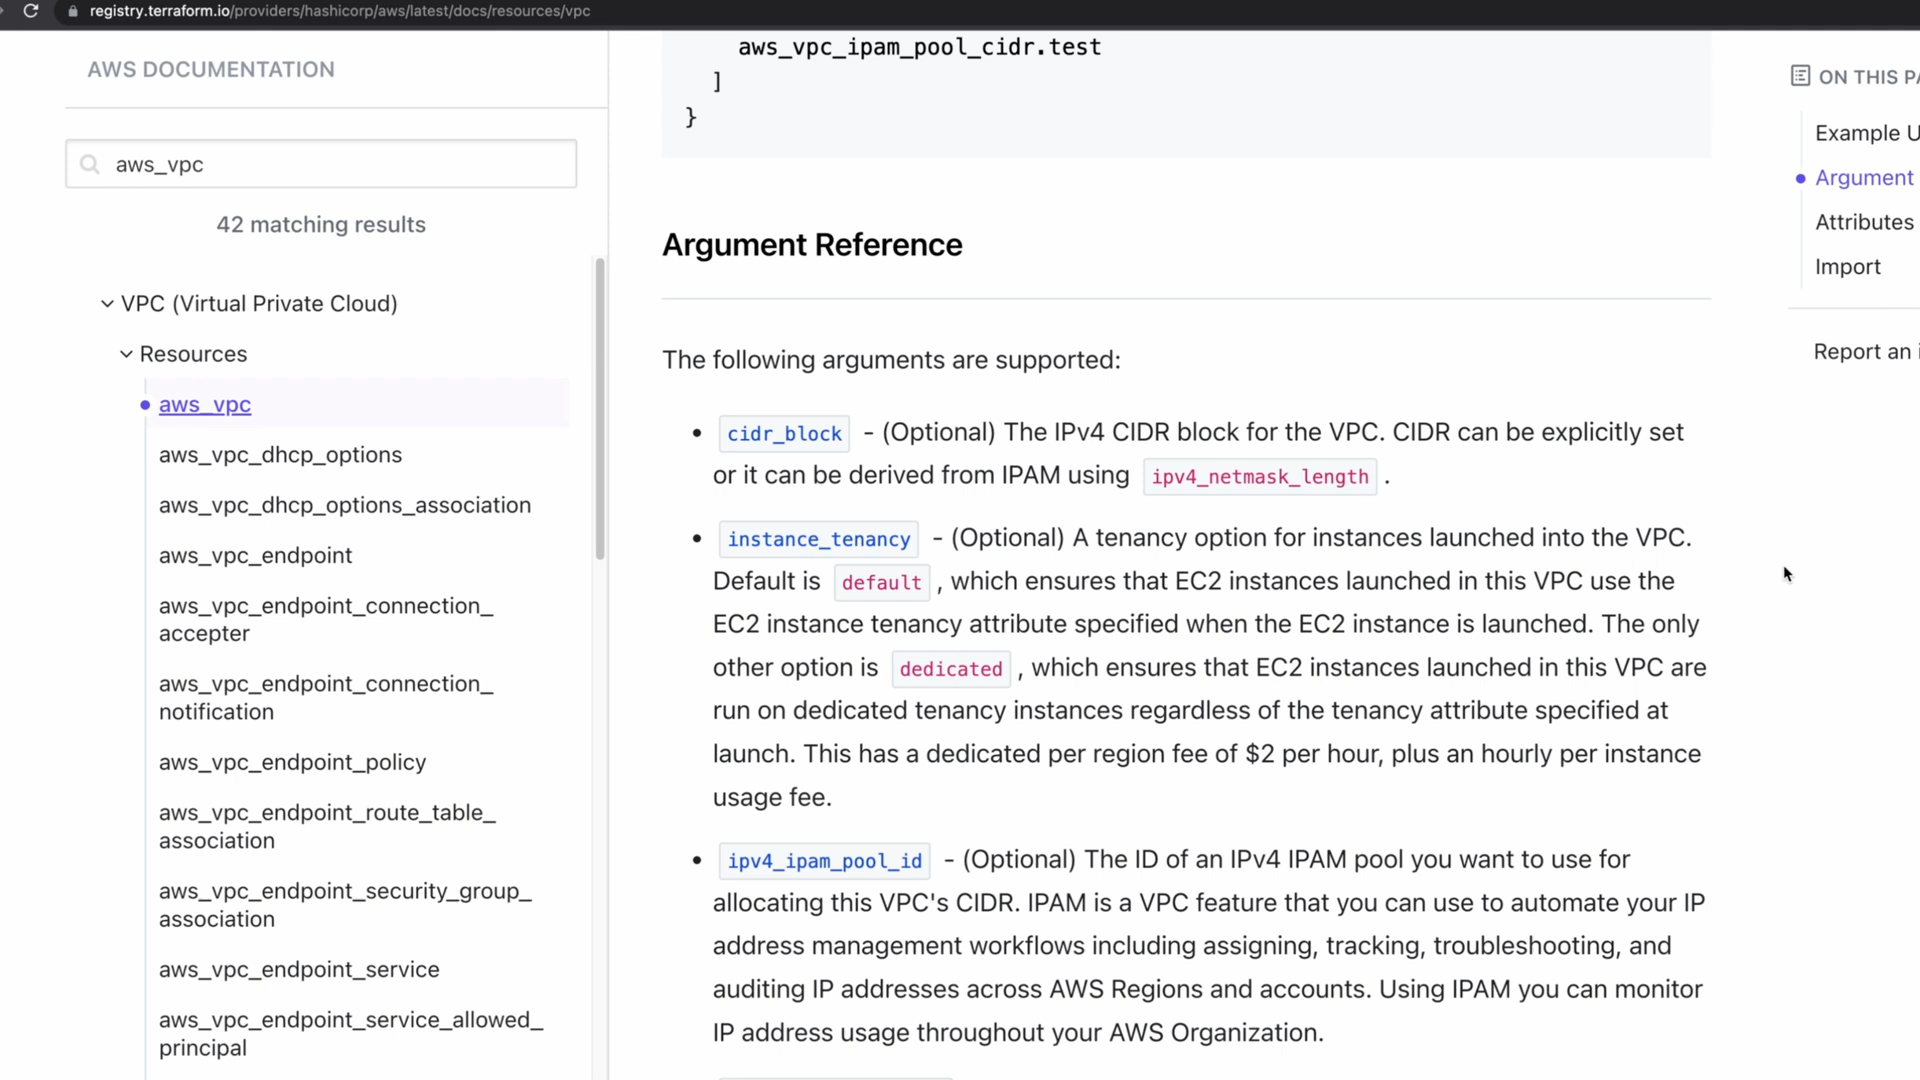 registry.terraform.io/providers/hashicorp/aws/latest/docs/resources/vpc
AWS DOCUMENTATION
aws_vpc
42 matching results
VPC (Virtual Private Cloud)
Resources
aws_vpc
aws_vpc_dhcp_options
aws_vpc_dhcp_options_association
aws_vpc_endpoint
aws_vpc_endpoint_connection_
accepter
aws_vpc_endpoint_connection_
notification
aws_vpc_endpoint_policy
aws_vpc_endpoint_route_table_
association
aws_vpc_endpoint_security_group_
association
aws_vpc_endpoint_service
aws_vpc_endpoint_service_allowed_
principal
aws_vpc_ipam_pool_cidr.test
]
}
Argument Reference
The following arguments are supported:
• cidr_block - (Optional) The IPv4 CIDR block for the VPC. CIDR can be explicitly set
or it can be derived from IPAM using ipv4_netmask_length .
• instance_tenancy - (Optional) A tenancy option for instances launched into the VPC.
Default is default , which ensures that EC2 instances launched in this VPC use the
EC2 instance tenancy attribute specified when the EC2 instance is launched. The only
other option is dedicated , which ensures that EC2 instances launched in this VPC are
run on dedicated tenancy instances regardless of the tenancy attribute specified at
launch. This has a dedicated per region fee of $2 per hour, plus an hourly per instance
usage fee.
• ipv4_ipam_pool_id - (Optional) The ID of an IPv4 IPAM pool you want to use for
allocating this VPC's CIDR. IPAM is a VPC feature that you can use to automate your IP
address management workflows including assigning, tracking, troubleshooting, and
auditing IP addresses across AWS Regions and accounts. Using IPAM you can monitor
IP address usage throughout your AWS Organization.
ON THIS PA
Example U
Argument
Attributes
Import
Report an i